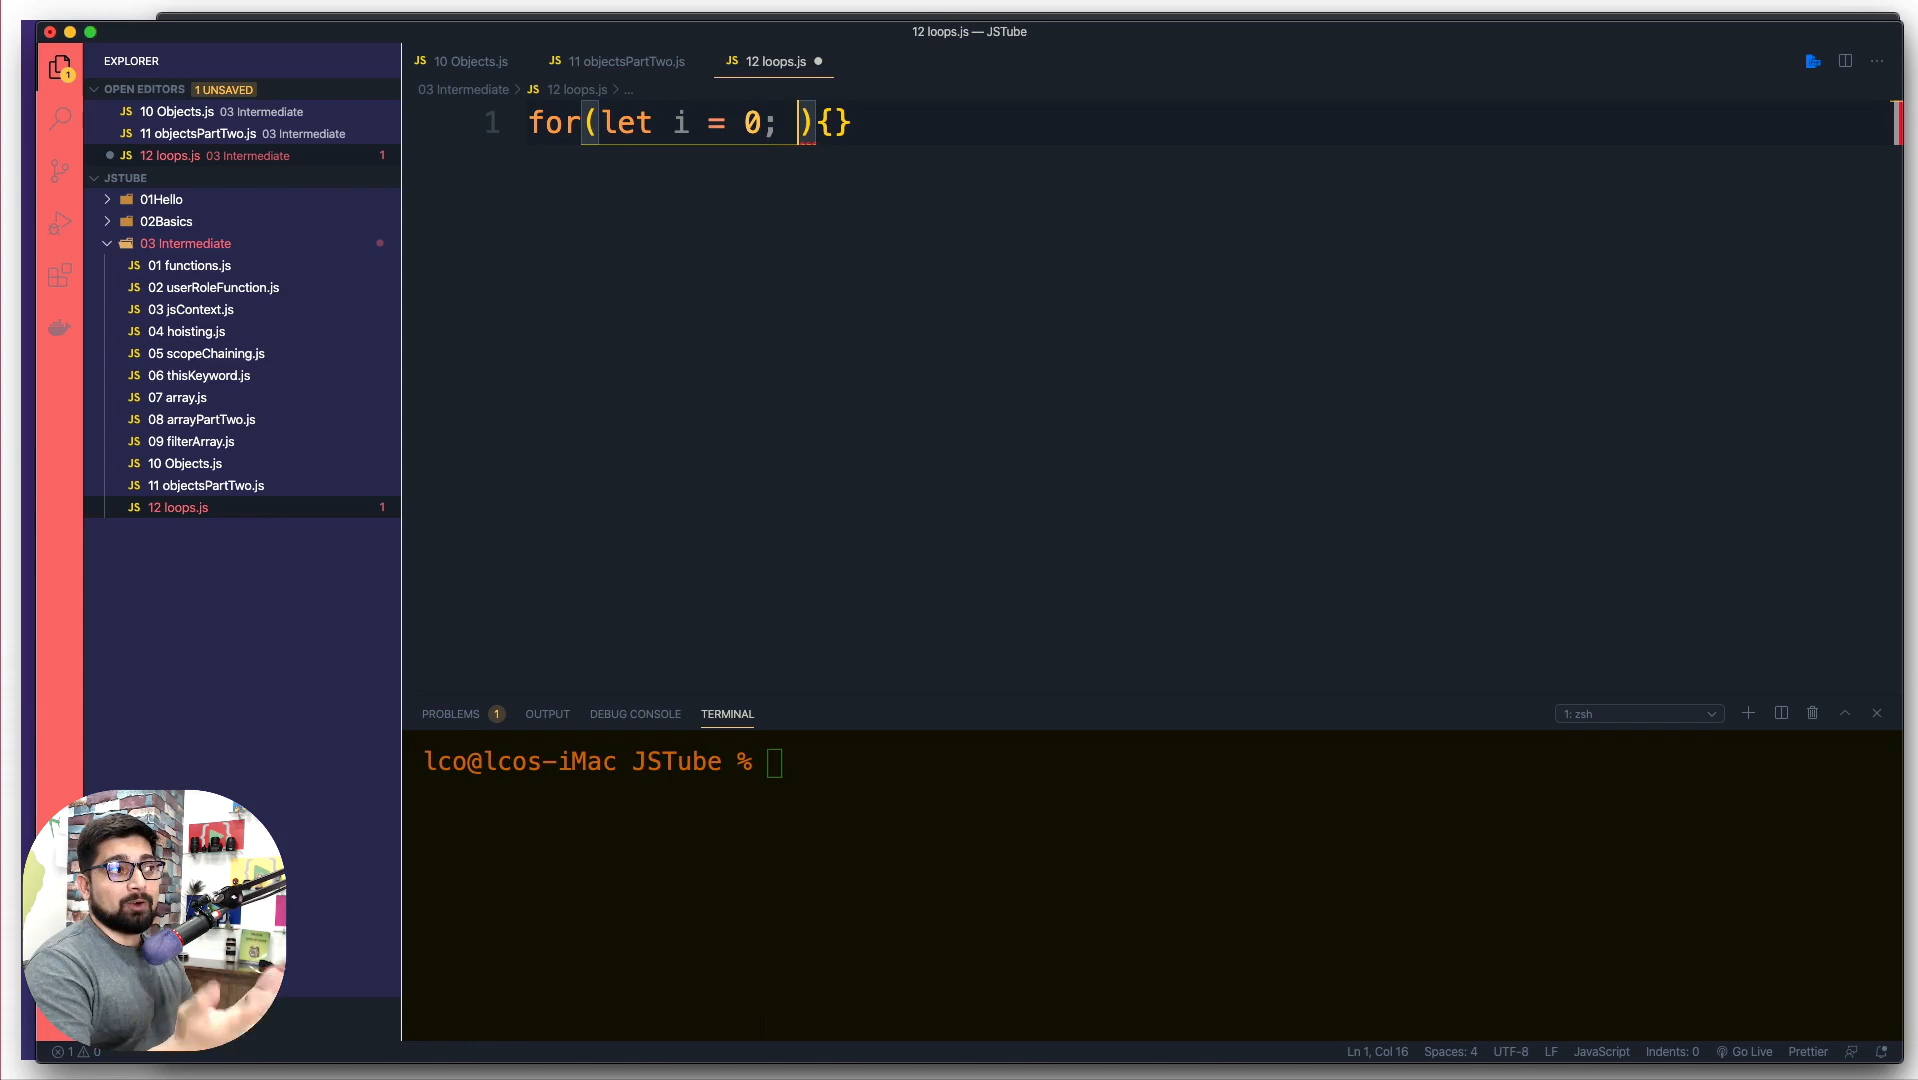 12 loops.js — JSTube
EXPLORER
OPEN EDITORS 1 UNSAVED
JS 10 Objects.js 03 Intermediate
JS 11 objectsPartTwo.js 03 Intermediate
JS 12 loops.js 03 Intermediate 1
JSTUBE
01Hello
02Basics
03 Intermediate
JS 01 functions.js
JS 02 userRoleFunction.js
JS 03 jsContext.js
JS 04 hoisting.js
JS 05 scopeChaining.js
JS 06 thisKeyword.js
JS 07 array.js
JS 08 arrayPartTwo.js
JS 09 filterArray.js
JS 10 Objects.js
JS 11 objectsPartTwo.js
JS 12 loops.js 1
1
JS 10 Objects.js JS 11 objectsPartTwo.js JS 12 loops.js
03 Intermediate > JS 12 loops.js > ...
1 for(let i = 0; ){}
PROBLEMS 1 OUTPUT DEBUG CONSOLE TERMINAL 1: zsh
lco@lcos-iMac JSTube %
1 0 Ln 1, Col 16 Spaces: 4 UTF-8 LF JavaScript Indents: 0 Go Live Prettier